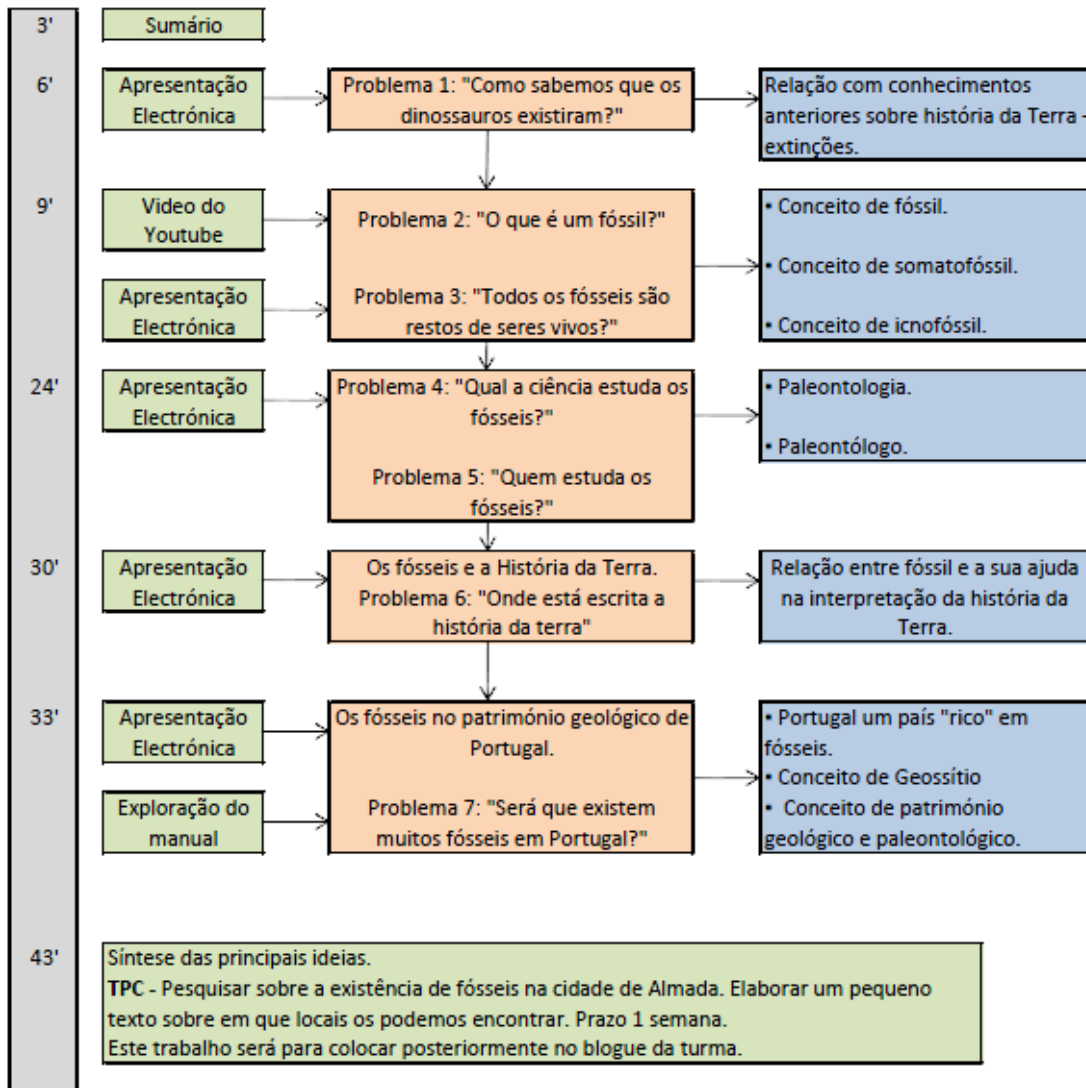 3'
Sumário
6'
Apresentação
Electrónica
Problema 1: "Como sabemos que os
dinossauros existiram?"
Relação com conhecimentos
anteriores sobre história da Terra -
extinções.
9'
Video do
Youtube
Apresentação
Electrónica
Problema 2: "O que é um fóssil?"
Problema 3: "Todos os fósseis são
restos de seres vivos?"
• Conceito de fóssil.
• Conceito de somatofóssil.
• Conceito de icnofóssil.
24'
Apresentação
Electrónica
Problema 4: "Qual a ciência estuda os
fósseis?"
Problema 5: "Quem estuda os
fósseis?"
• Paleontologia.
• Paleontólogo.
30'
Apresentação
Electrónica
Os fósseis e a História da Terra.
Problema 6: "Onde está escrita a
história da terra"
Relação entre fóssil e a sua ajuda
na interpretação da história da
Terra.
33'
Apresentação
Electrónica
Exploração do
manual
Os fósseis no património geológico de
Portugal.
Problema 7: "Será que existem
muitos fósseis em Portugal?"
• Portugal um país "rico" em
fósseis.
• Conceito de Geossítio
• Conceito de património
geológico e paleontológico.
43'
Síntese das principais ideias.
TPC - Pesquisar sobre a existência de fósseis na cidade de Almada. Elaborar um pequeno
texto sobre em que locais os podemos encontrar. Prazo 1 semana.
Este trabalho será para colocar posteriormente no blogue da turma.